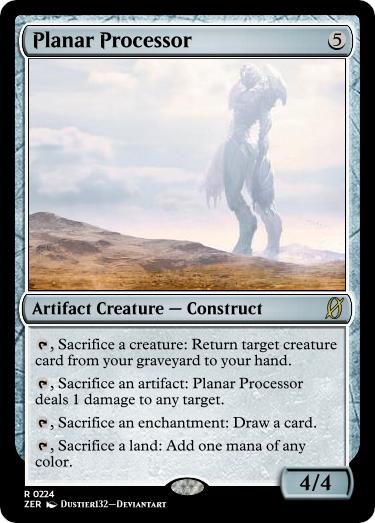 Planar Processor 5
Artifact Creature — Construct
, Sacrifice a creature: Return target creature
card from your graveyard to your hand.
, Sacrifice an artifact: Planar Processor
deals 1 damage to any target.
, Sacrifice an enchantment: Draw a card.
, Sacrifice a land: Add one mana of any
color.
4/4
R 0224
ZER Dustier132—Deviantart